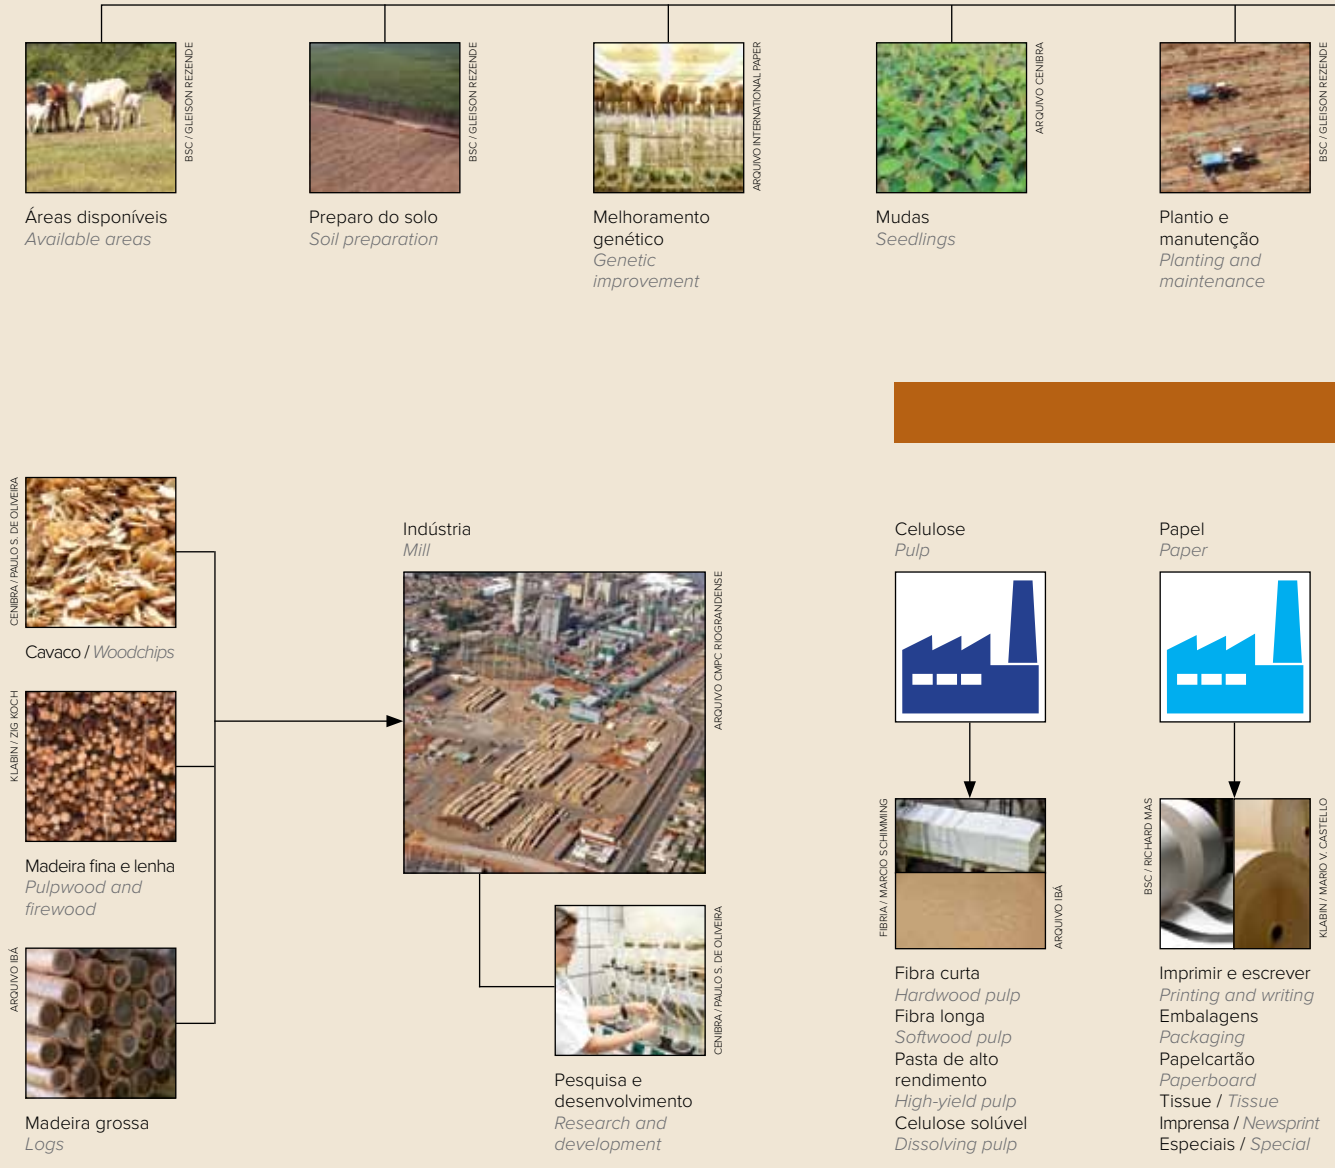 BSC / GLEISON REZENDE
BSC / GLEISON REZENDE
ARQUIVO INTERNATIONAL PAPER
ARQUIVO CENIBRA
BSC / GLEISON REZENDE
Áreas disponíveis
Available areas
Preparo do solo
Soil preparation
Melhoramento
genético
Genetic
improvement
Mudas
Seedlings
Plantio e
manutenção
Planting and
maintenance
CENIBRA / PAULO S. DE OLIVEIRA
Cavaco / Woodchips
KLABIN / ZIG KOCH
Madeira fina e lenha
Pulpwood and
firewood
ARQUIVO IBÁ
Madeira grossa
Logs
Indústria
Mill
ARQUIVO CMPC RIOGRANDENSE
CENIBRA / PAULO S. DE OLIVEIRA
Pesquisa e
desenvolvimento
Research and
development
Celulose
Pulp
FIBRIA / MARCIO SCHIMMING
ARQUIVO IBÁ
Fibra curta
Hardwood pulp
Fibra longa
Softwood pulp
Pasta de alto
rendimento
High-yield pulp
Celulose solúvel
Dissolving pulp
Papel
Paper
BSC / RICHARD MAS
KLABIN / MARIO V. CASTELLO
Imprimir e escrever
Printing and writing
Embalagens
Packaging
Papelcartão
Paperboard
Tissue / Tissue
Imprensa / Newsprint
Especiais / Special